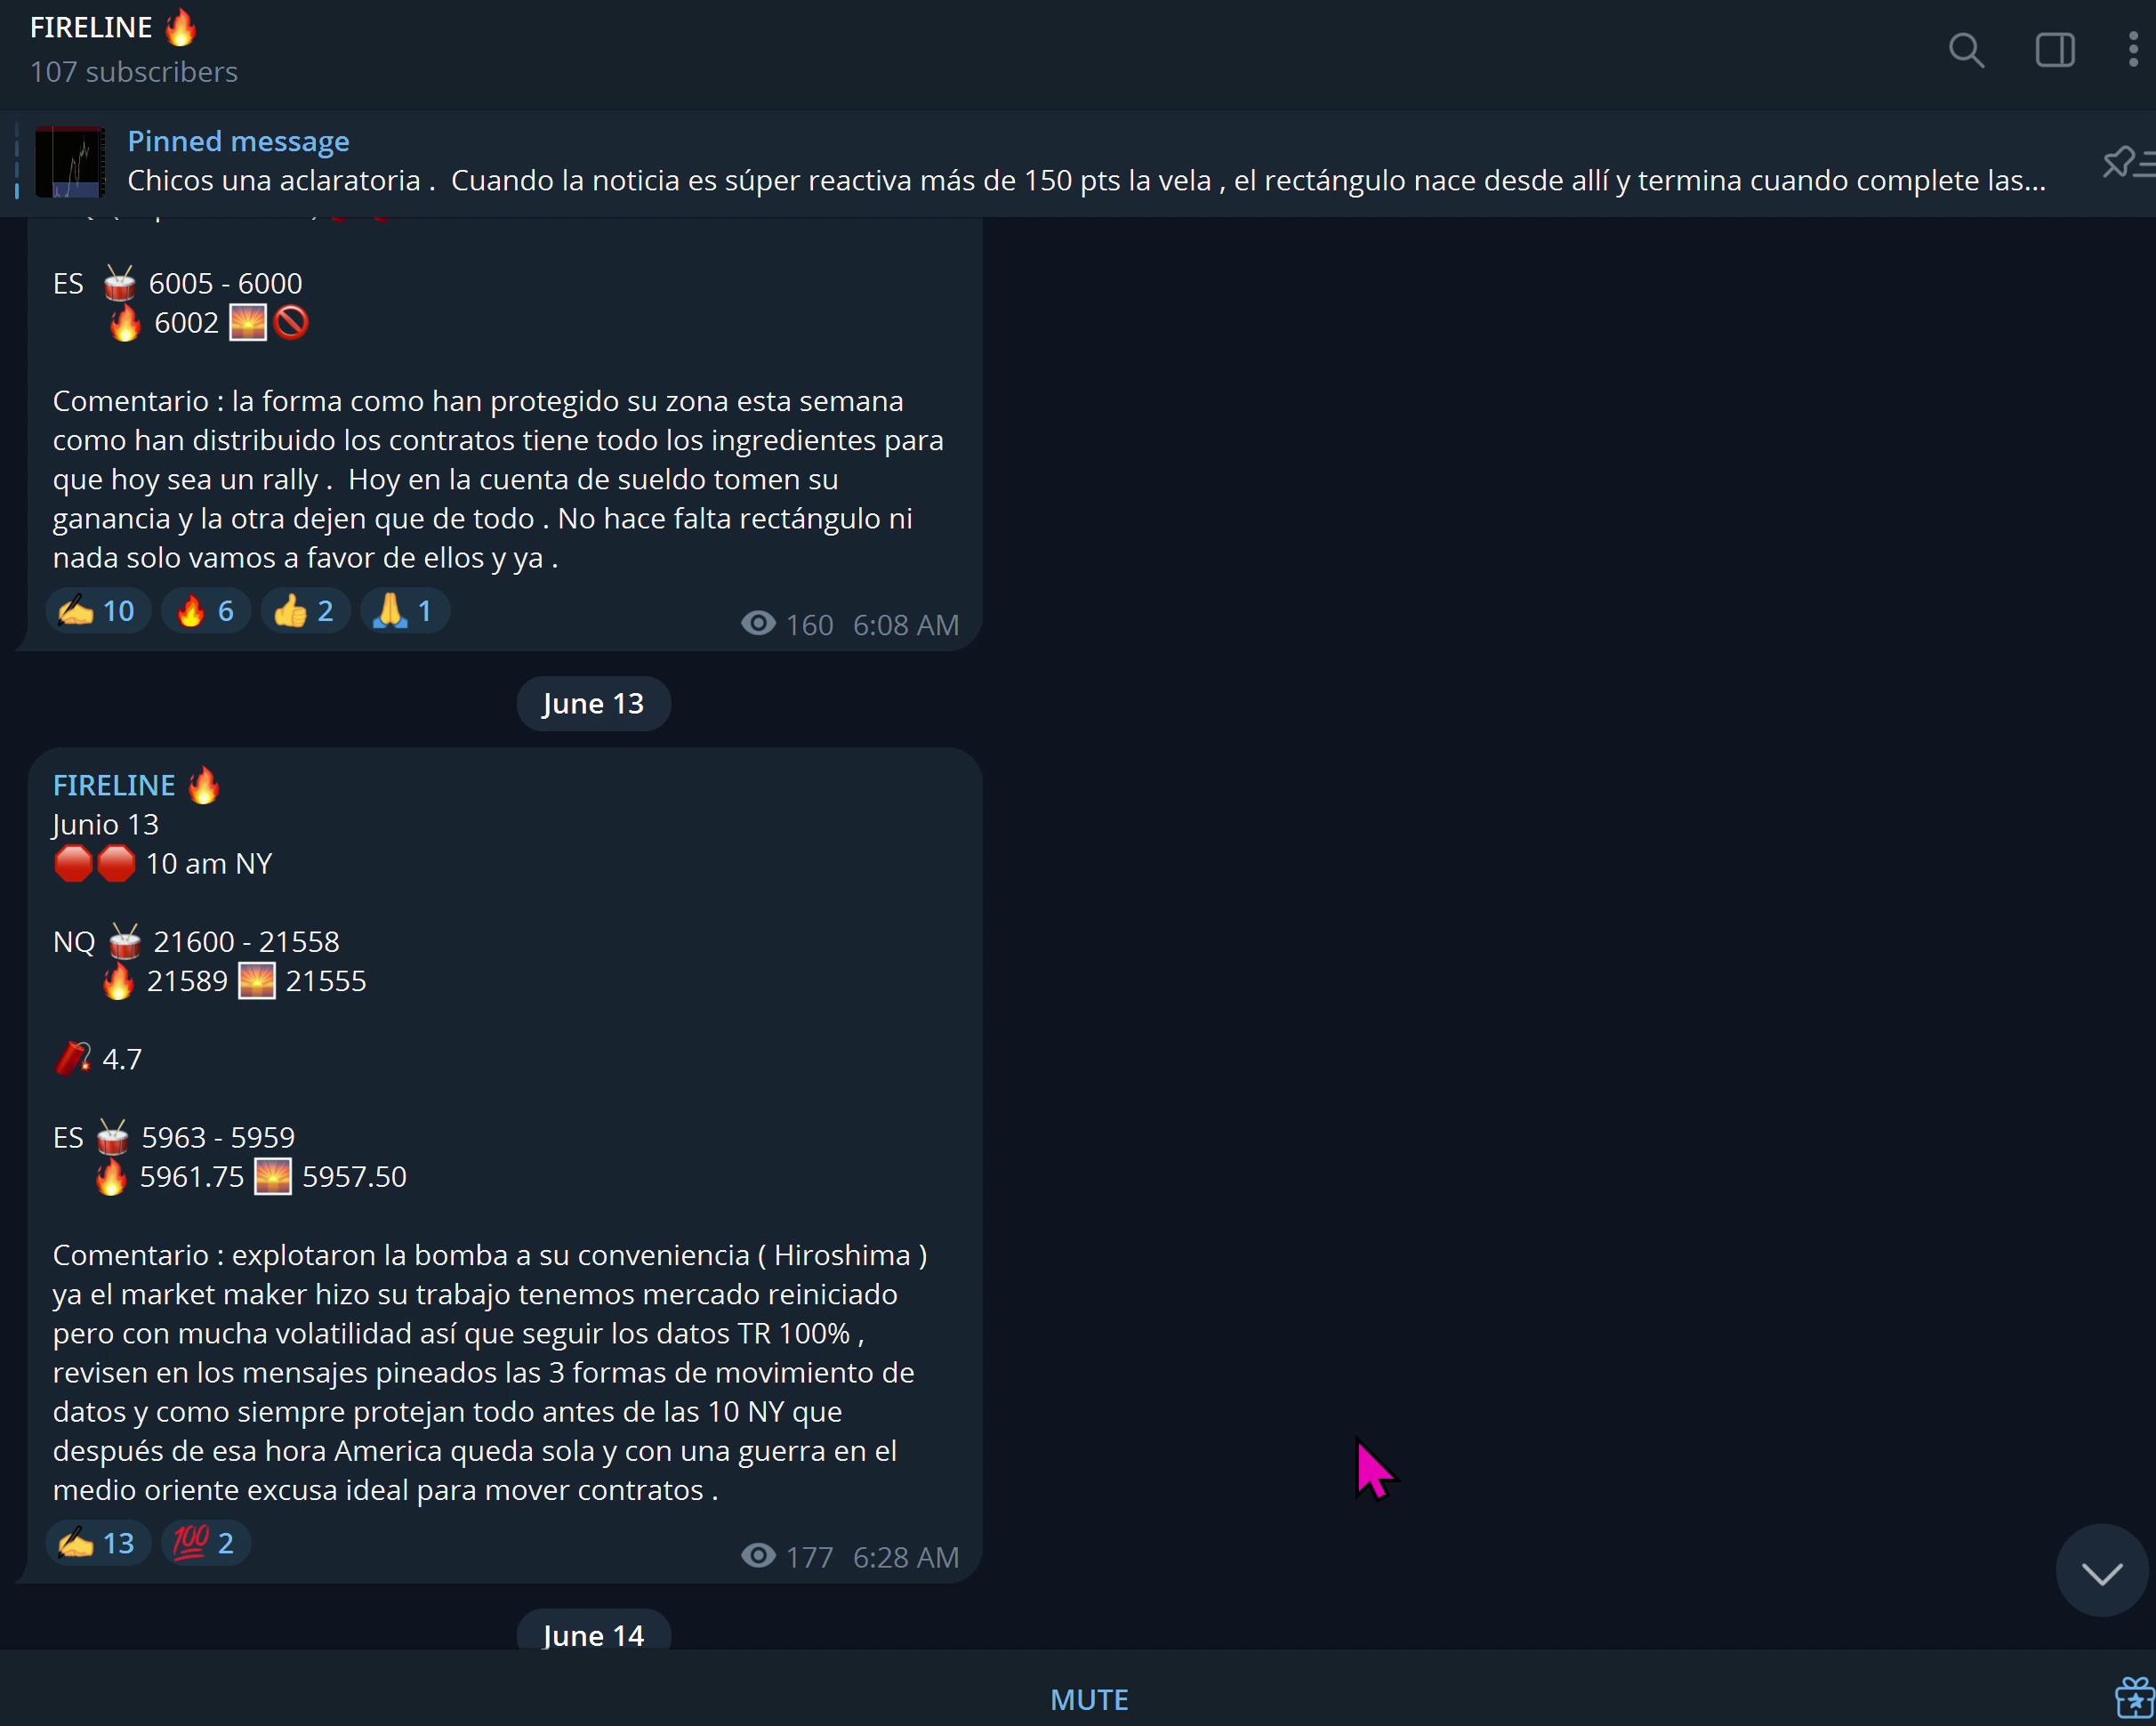 FIRELINE 🔥
107 subscribers
Pinned message
Chicos una aclaratoria .  Cuando la noticia es súper reactiva más de 150 pts la vela , el rectángulo nace desde allí y termina cuando complete las...
ES 🥁 6005 - 6000
🔥 6002 🌅🚫
Comentario : la forma como han protegido su zona esta semana
como han distribuido los contratos tiene todo los ingredientes para
que hoy sea un rally .  Hoy en la cuenta de sueldo tomen su
ganancia y la otra dejen que de todo . No hace falta rectángulo ni
nada solo vamos a favor de ellos y ya .
✍️ 10 🔥 6 👍 2 🙏 1 160 6:08 AM
June 13
FIRELINE 🔥
Junio 13
🛑🛑 10 am NY
NQ 🥁 21600 - 21558
🔥 21589 🌅 21555
🧨 4.7
ES 🥁 5963 - 5959
🔥 5961.75 🌅 5957.50
Comentario : explotaron la bomba a su conveniencia ( Hiroshima )
ya el market maker hizo su trabajo tenemos mercado reiniciado
pero con mucha volatilidad así que seguir los datos TR 100% ,
revisen en los mensajes pineados las 3 formas de movimiento de
datos y como siempre protejan todo antes de las 10 NY que
después de esa hora America queda sola y con una guerra en el
medio oriente excusa ideal para mover contratos .
✍️ 13 💯 2 177 6:28 AM
June 14
MUTE